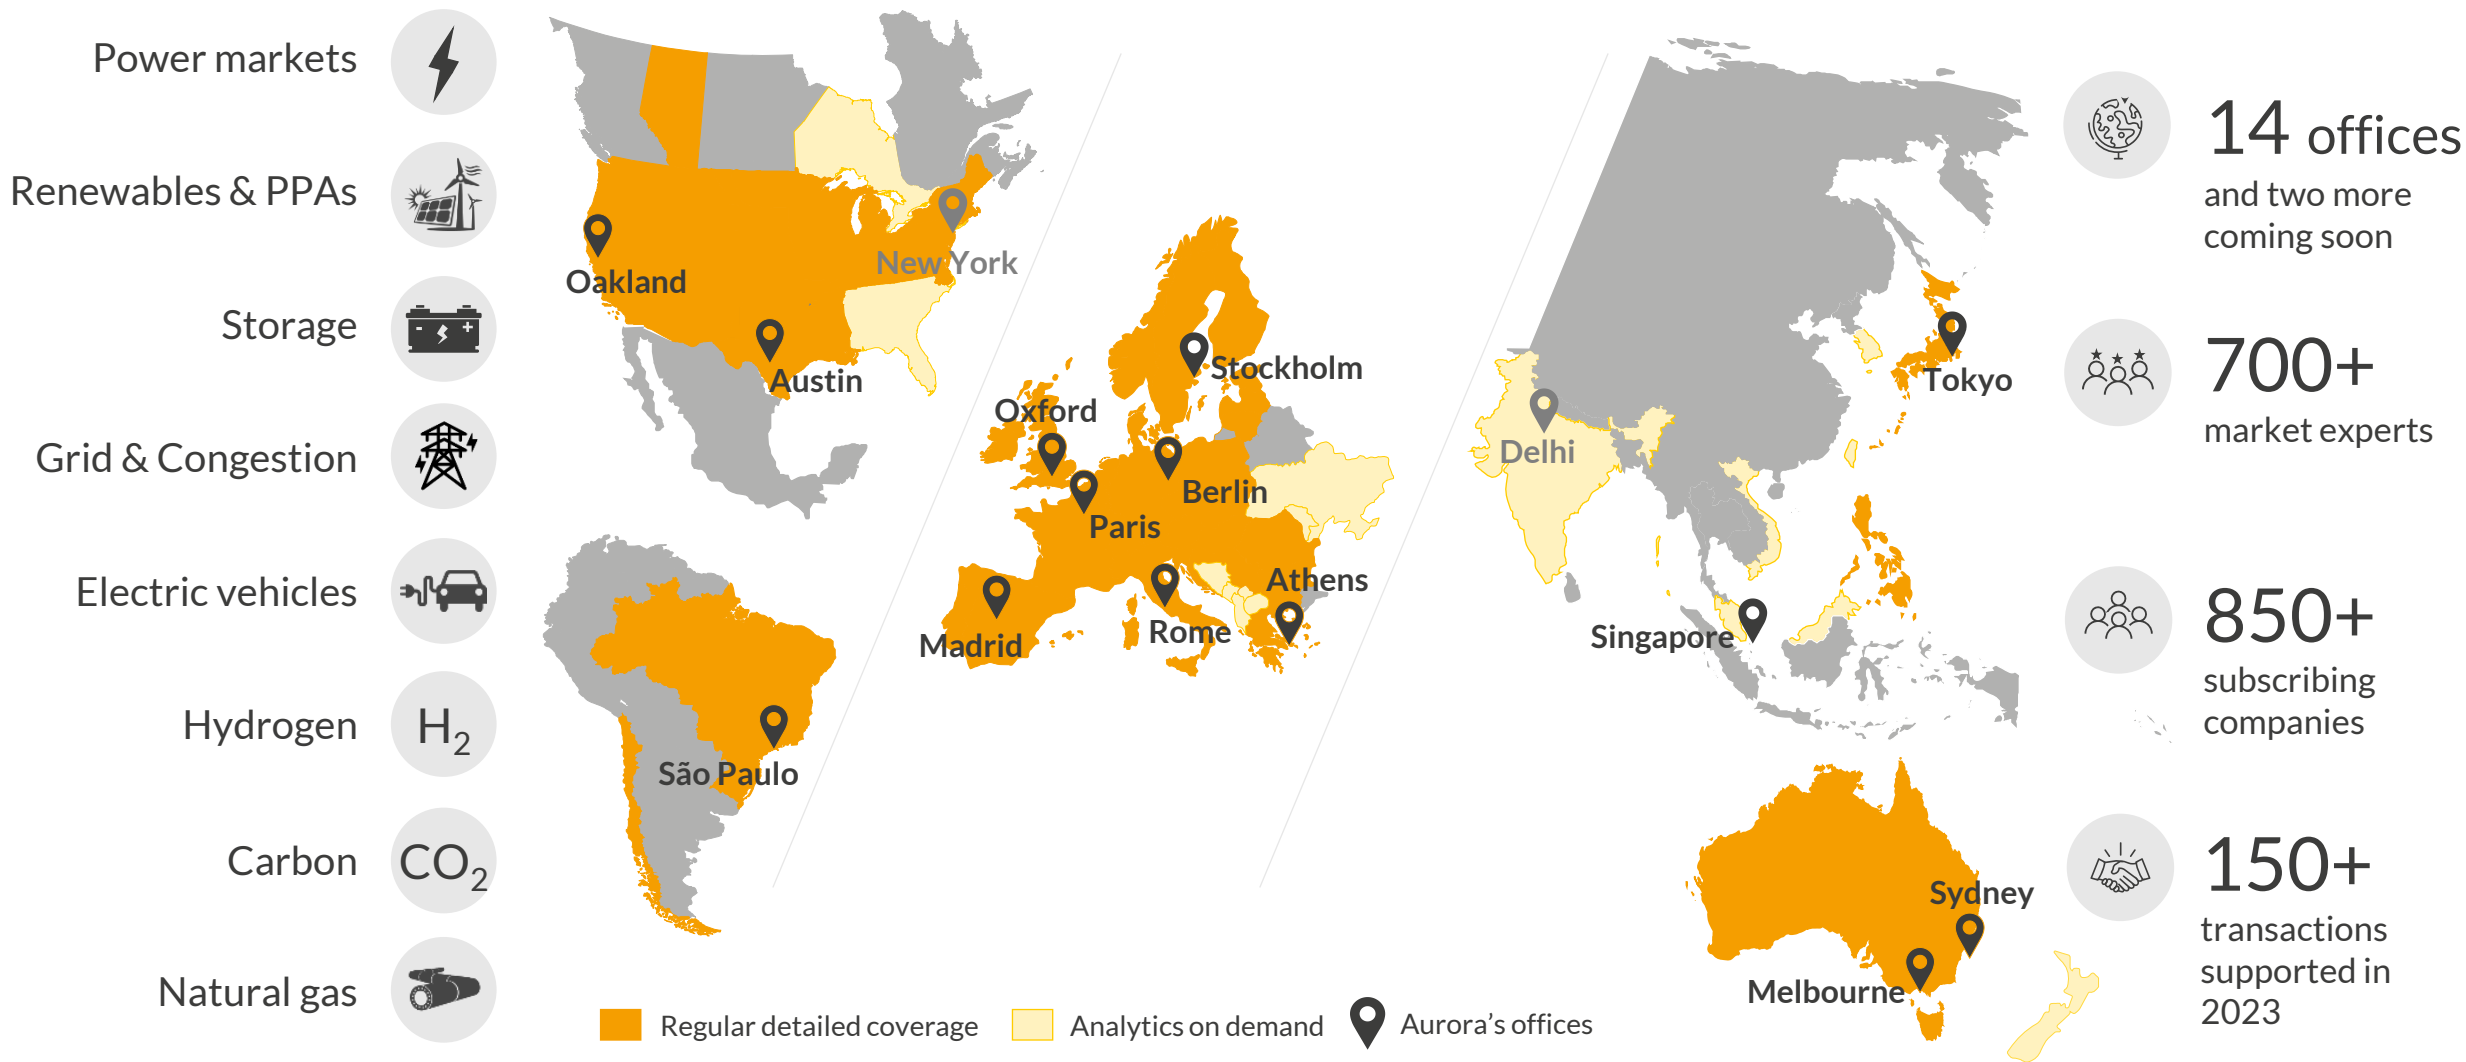 Power markets
Renewables & PPAs
Storage
Grid & Congestion
Electric vehicles
Hydrogen
H2
Carbon
CO2
Natural gas
Oakland
New York
Austin
São Paulo
Stockholm
Oxford
Berlin
Paris
Athens
Madrid
Rome
Tokyo
Delhi
Singapore
Sydney
Melbourne
Regular detailed coverage
Analytics on demand
Aurora's offices
14 offices
and two more
coming soon
700+
market experts
850+
subscribing
companies
150+
transactions
supported in
2023